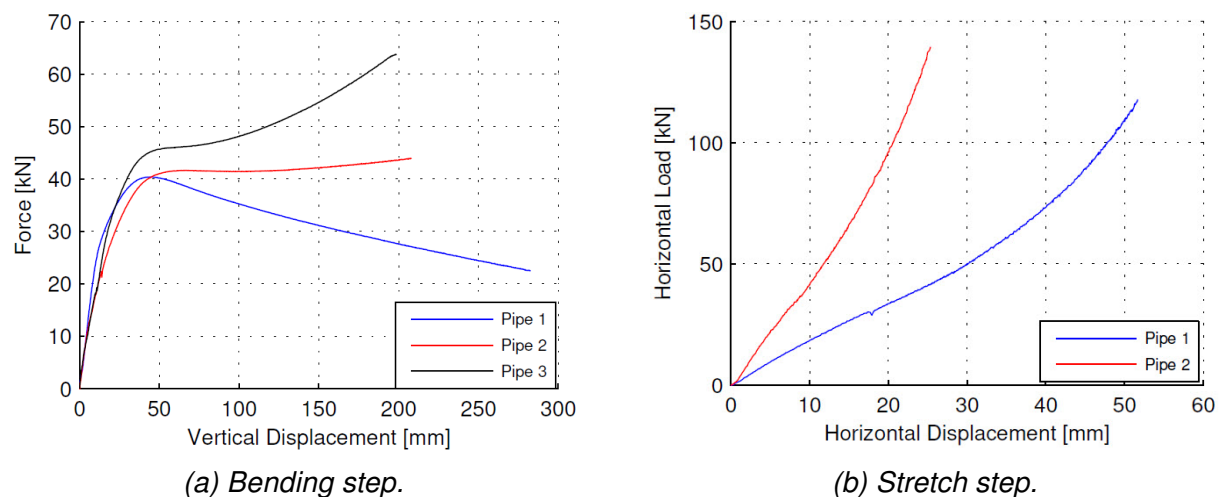 70
60
50
40
30
20
10
0
Force [kN]
Pipe 1
Pipe 2
Pipe 3
0 50 100 150 200 250 300
Vertical Displacement [mm]
(a) Bending step.
150
100
50
0
Horizontal Load [kN]
Pipe 1
Pipe 2
0 10 20 30 40 50 60
Horizontal Displacement [mm]
(b) Stretch step.